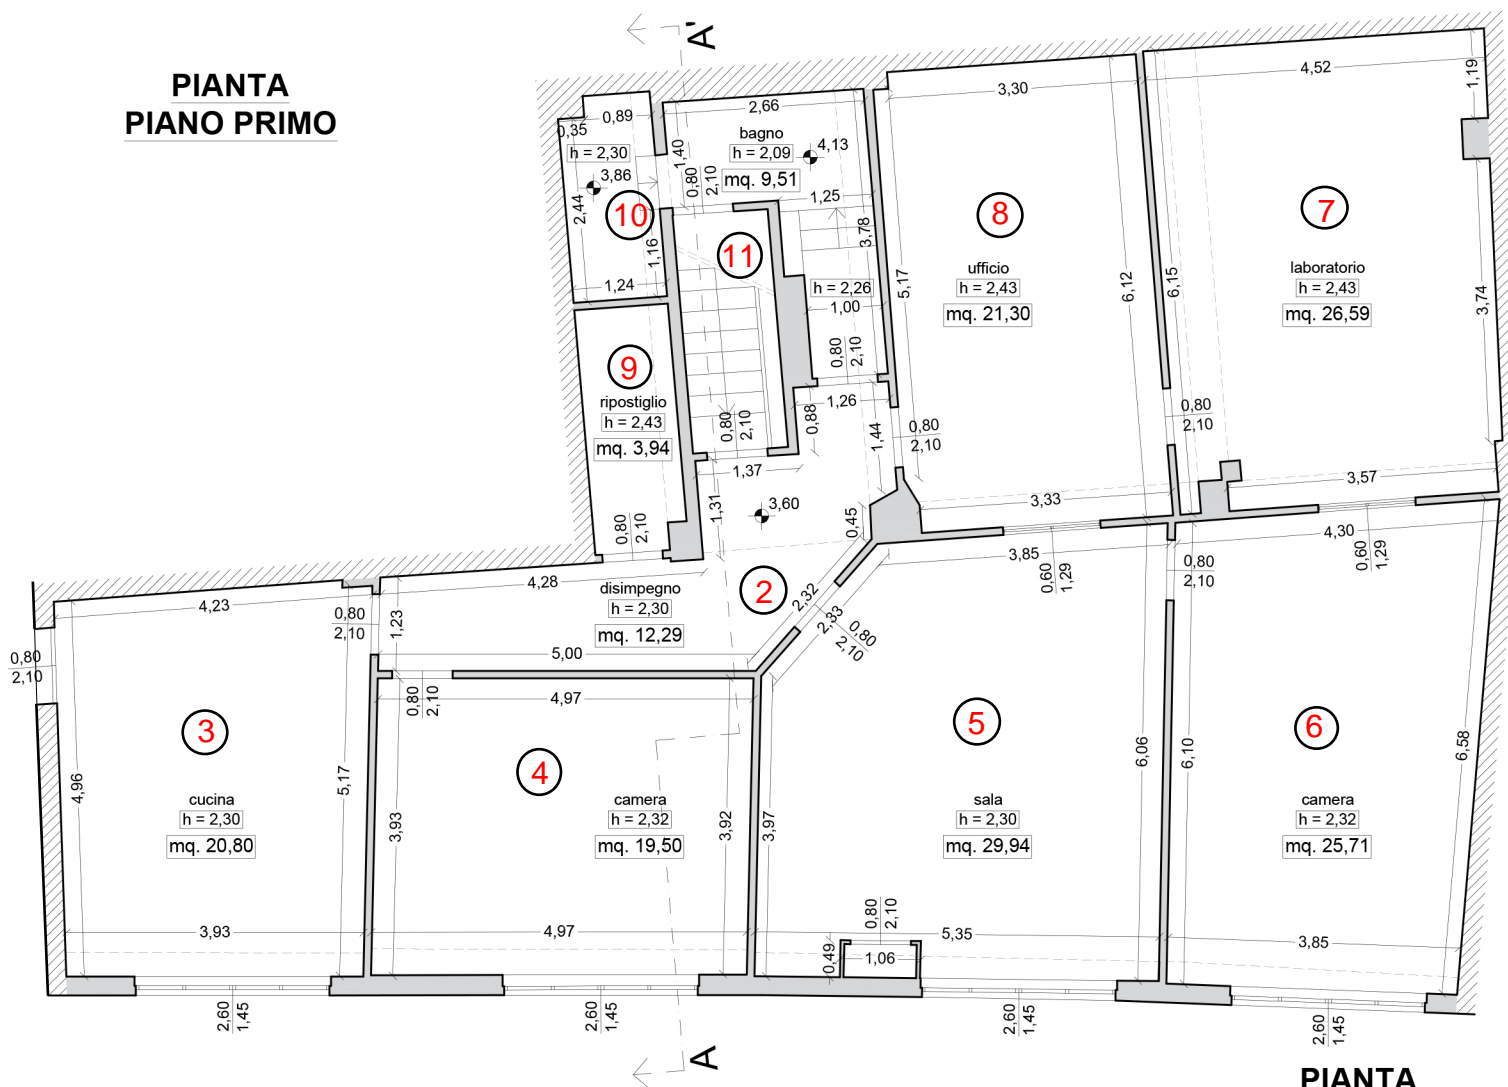 A'
PIANTA
PIANO PRIMO
0,35
0,89
2,66
3,30
4,52
1,19
h = 2,30
3,86
1,40
bagno
h = 2,09
mq. 9,51
4,13
0,80
2,10
1,25
2,44
10
1,16
1,24
11
3,78
h = 2,26
1,00
8
ufficio
h = 2,43
mq. 21,30
5,17
6,12
6,15
7
laboratorio
h = 2,43
mq. 26,59
3,74
9
ripostiglio
h = 2,43
mq. 3,94
0,80
2,10
0,80
2,10
1,26
0,88
1,44
0,80
2,10
0,80
2,10
1,37
1,31
3,60
0,45
3,33
3,57
0,80
2,10
3,85
0,60
1,29
4,30
0,60
1,29
0,80
2,10
4,23
4,28
disimpegno
h = 2,30
mq. 12,29
2
2,32
2,33
0,80
2,10
0,80
2,10
1,23
5,00
0,80
2,10
0,80
2,10
4,97
3
cucina
h = 2,30
mq. 20,80
4,96
5,17
3,93
4
camera
h = 2,32
mq. 19,50
3,93
3,92
4,97
5
sala
h = 2,30
mq. 29,94
3,97
6,06
0,80
2,10
0,49
1,06
5,35
6
camera
h = 2,32
mq. 25,71
6,10
6,58
3,85
2,60
1,45
2,60
1,45
2,60
1,45
2,60
1,45
A
PIANTA